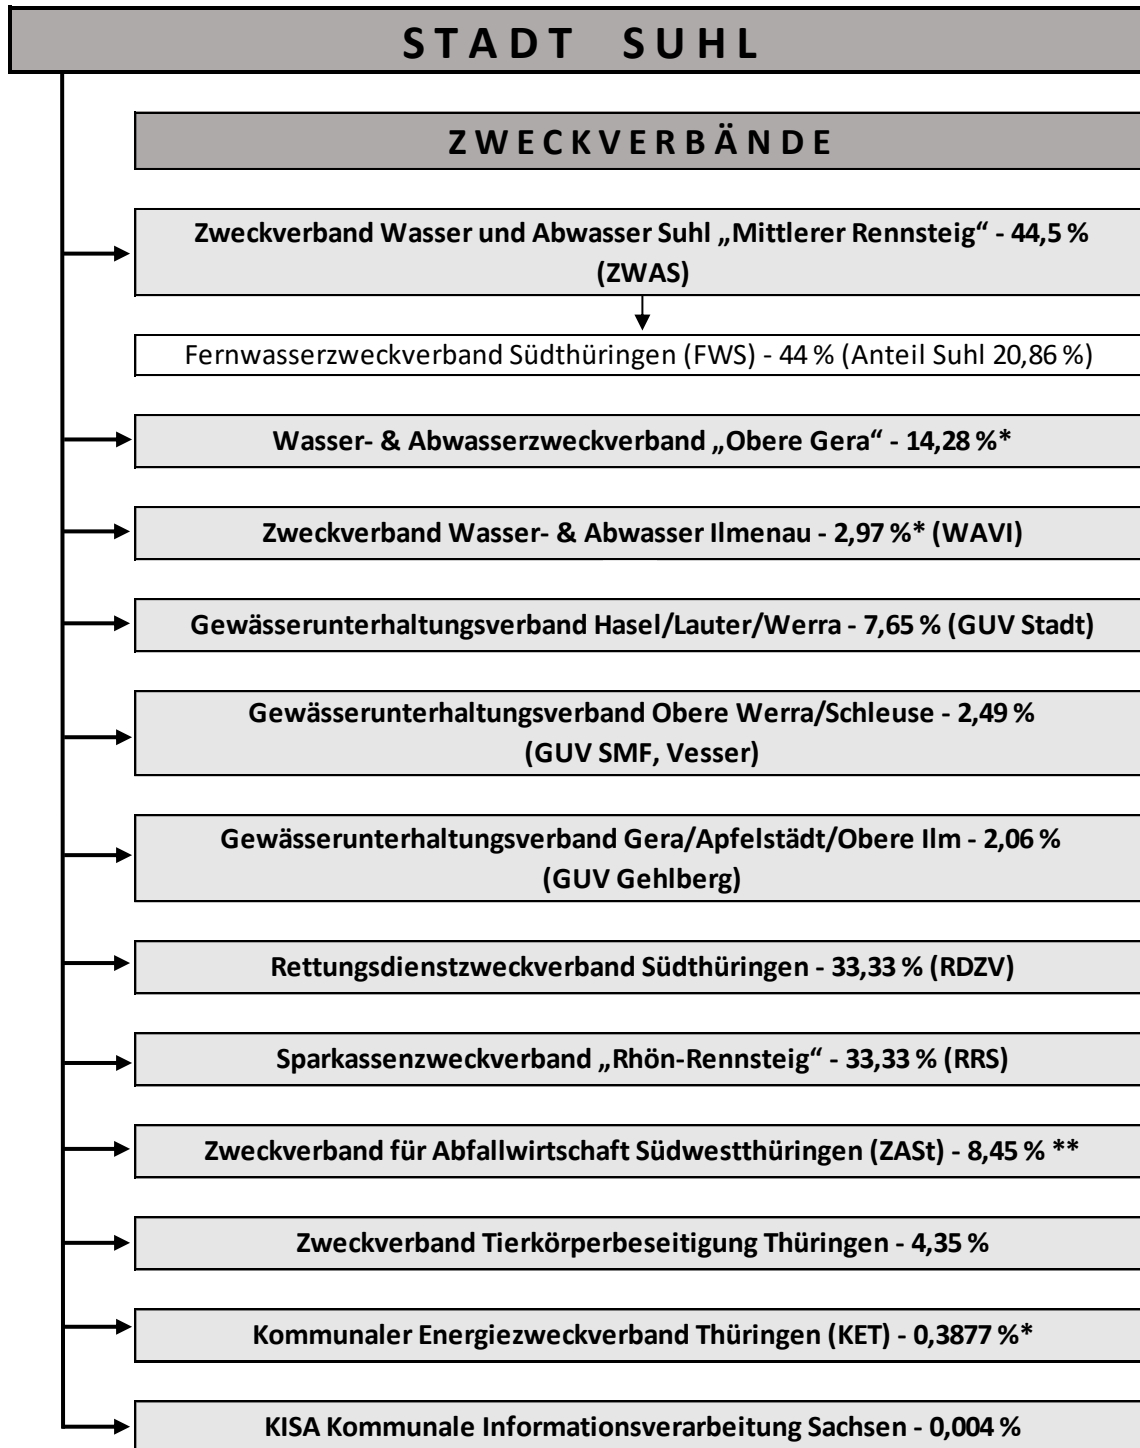 STADT SUHL
ZWECKVERBÄNDE
Zweckverband Wasser und Abwasser Suhl „Mittlerer Rennsteig“ - 44,5 %
(ZWAS)
Fernwasserzweckverband Südthüringen (FWS) - 44 % (Anteil Suhl 20,86 %)
Wasser- & Abwasserzweckverband „Obere Gera“ - 14,28 %*
Zweckverband Wasser- & Abwasser Ilmenau - 2,97 %* (WAVI)
Gewässerunterhaltungsverband Hasel/Lauter/Werra - 7,65 % (GUV Stadt)
Gewässerunterhaltungsverband Obere Werra/Schleuse - 2,49 %
(GUV SMF, Vesser)
Gewässerunterhaltungsverband Gera/Apfelstädt/Obere Ilm - 2,06 %
(GUV Gehlberg)
Rettungsdienstzweckverband Südthüringen - 33,33 % (RDZV)
Sparkassenzweckverband „Rhön-Rennsteig“ - 33,33 % (RRS)
Zweckverband für Abfallwirtschaft Südwestthüringen (ZASt) - 8,45 % **
Zweckverband Tierkörperbeseitigung Thüringen - 4,35 %
Kommunaler Energiezweckverband Thüringen (KET) - 0,3877 %*
KISA Kommunale Informationsverarbeitung Sachsen - 0,004 %